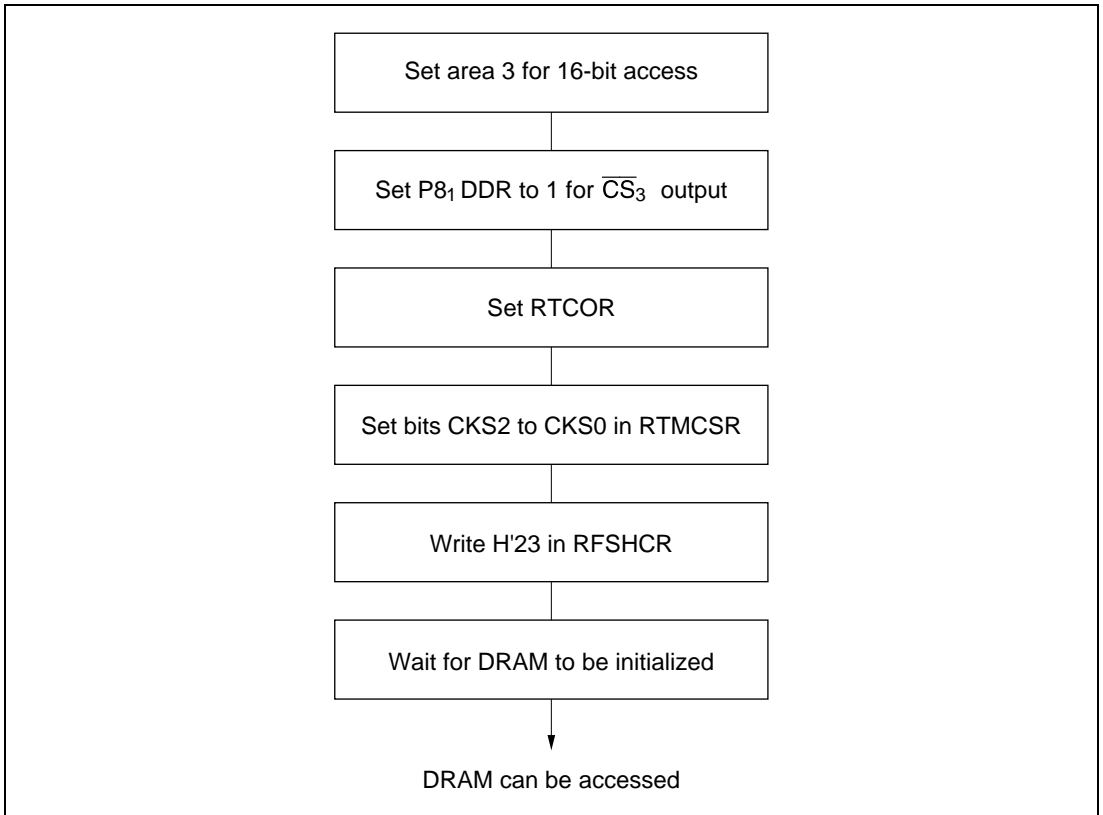 Set area 3 for 16-bit access
Set P8₁ DDR to 1 for C̅S̅₃ output
Set RTCOR
Set bits CKS2 to CKS0 in RTMCSR
Write H'23 in RFSHCR
Wait for DRAM to be initialized
DRAM can be accessed